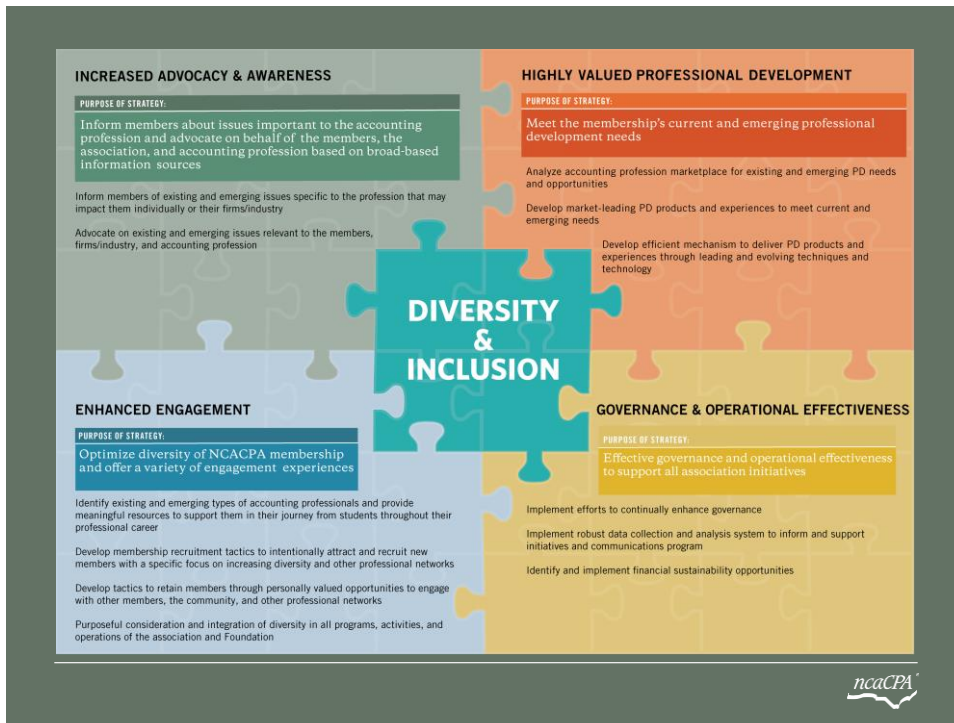 INCREASED ADVOCACY & AWARENESS
PURPOSE OF STRATEGY:
Inform members about issues important to the accounting
profession and advocate on behalf of the members, the
association, and accounting profession based on broad-based
information sources
Inform members of existing and emerging issues specific to the profession that may
impact them individually or their firms/industry
Advocate on existing and emerging issues relevant to the members,
firms/industry, and accounting profession
HIGHLY VALUED PROFESSIONAL DEVELOPMENT
PURPOSE OF STRATEGY:
Meet the membership's current and emerging professional
development needs
Analyze accounting profession marketplace for existing and emerging PD needs
and opportunities
Develop market-leading PD products and experiences to meet current and
emerging needs
Develop efficient mechanism to deliver PD products and
experiences through leading and evolving techniques and
technology
DIVERSITY
&
INCLUSION
ENHANCED ENGAGEMENT
PURPOSE OF STRATEGY:
Optimize diversity of NCACPA membership
and offer a variety of engagement experiences
Identify existing and emerging types of accounting professionals and provide
meaningful resources to support them in their journey from students throughout their
professional career
Develop membership recruitment tactics to intentionally attract and recruit new
members with a specific focus on increasing diversity and other professional networks
Develop tactics to retain members through personally valued opportunities to engage
with other members, the community, and other professional networks
Purposeful consideration and integration of diversity in all programs, activities, and
operations of the association and Foundation
GOVERNANCE & OPERATIONAL EFFECTIVENESS
PURPOSE OF STRATEGY:
Effective governance and operational effectiveness
to support all association initiatives
Implement efforts to continually enhance governance
Implement robust data collection and analysis system to inform and support
initiatives and communications program
Identify and implement financial sustainability opportunities
ncaCPA